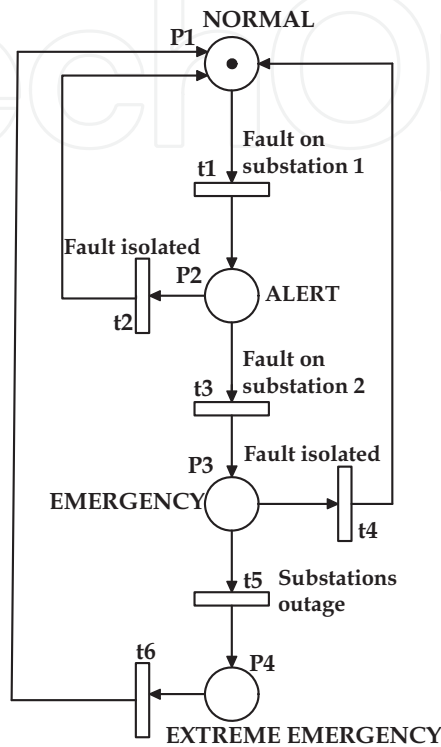 NORMAL
P1
Fault on
substation 1
t1
Fault isolated
P2
ALERT
t2
Fault on
substation 2
t3
P3
Fault isolated
EMERGENCY
t4
t5
Substations
outage
t6
P4
EXTREME EMERGENCY